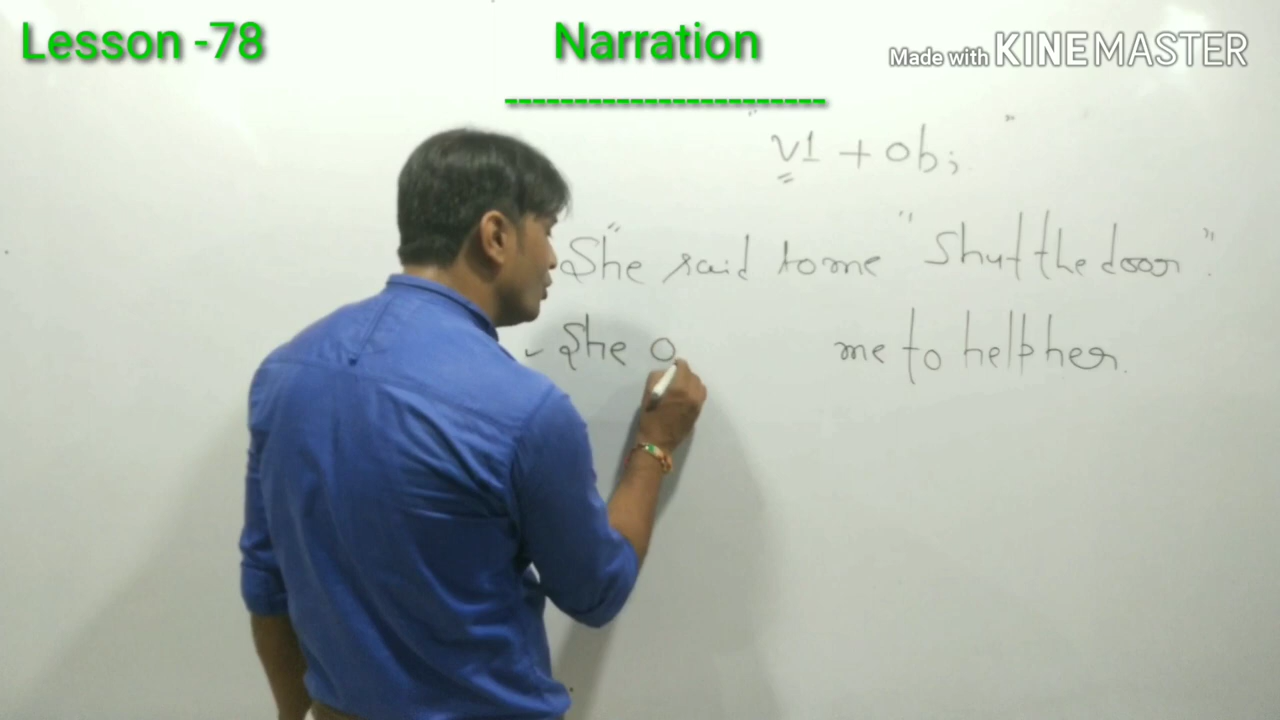 Lesson -78 Narration Made with KINEMASTER
-----------------------
" V1 + obj. "
She said to me "Shut the door".
She o me to help her.